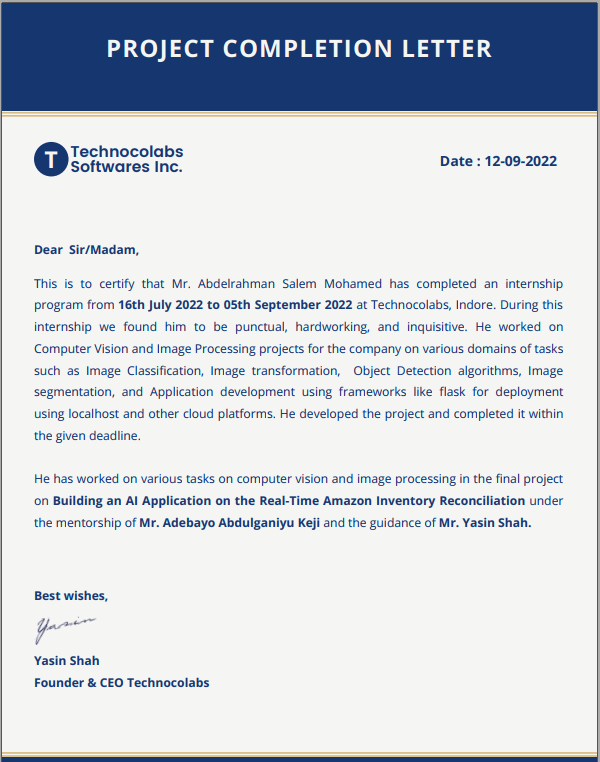 PROJECT COMPLETION LETTER
T
Technocolabs
Softwares Inc.
Date : 12-09-2022
Dear  Sir/Madam,
This is to certify that Mr. Abdelrahman Salem Mohamed has completed an internship
program from 16th July 2022 to 05th September 2022 at Technocolabs, Indore. During this
internship we found him to be punctual, hardworking, and inquisitive. He worked on
Computer Vision and Image Processing projects for the company on various domains of tasks
such as Image Classification, Image transformation,  Object Detection algorithms, Image
segmentation, and Application development using frameworks like flask for deployment
using localhost and other cloud platforms. He developed the project and completed it within
the given deadline.
He has worked on various tasks on computer vision and image processing in the final project
on Building an AI Application on the Real-Time Amazon Inventory Reconciliation under
the mentorship of Mr. Adebayo Abdulganiyu Keji and the guidance of Mr. Yasin Shah.
Best wishes,
Yasin
Yasin Shah
Founder & CEO Technocolabs